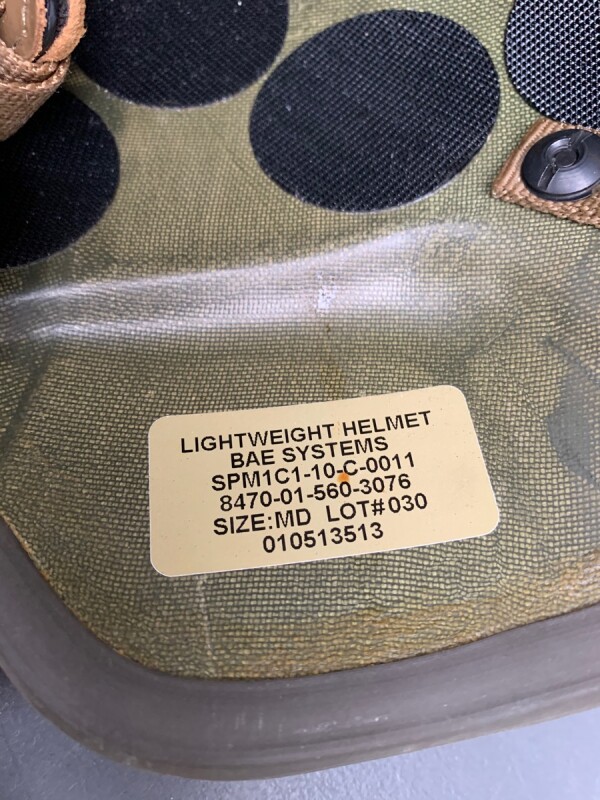 LIGHTWEIGHT HELMET
BAE SYSTEMS
SPM1C1-10-C-0011
8470-01-560-3076
SIZE:MD LOT#030
010513513